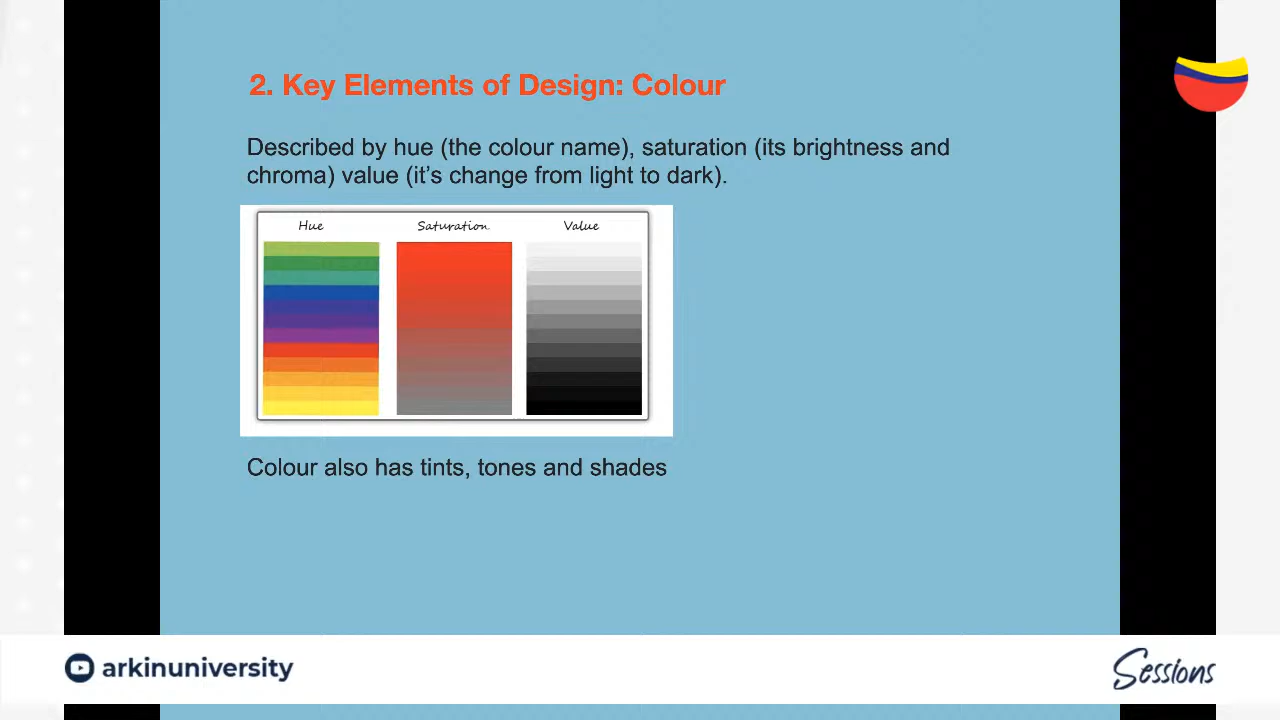 2. Key Elements of Design: Colour
Described by hue (the colour name), saturation (its brightness and
chroma) value (it's change from light to dark).
Hue Saturation Value
Colour also has tints, tones and shades
arkinuniversity
Sessions